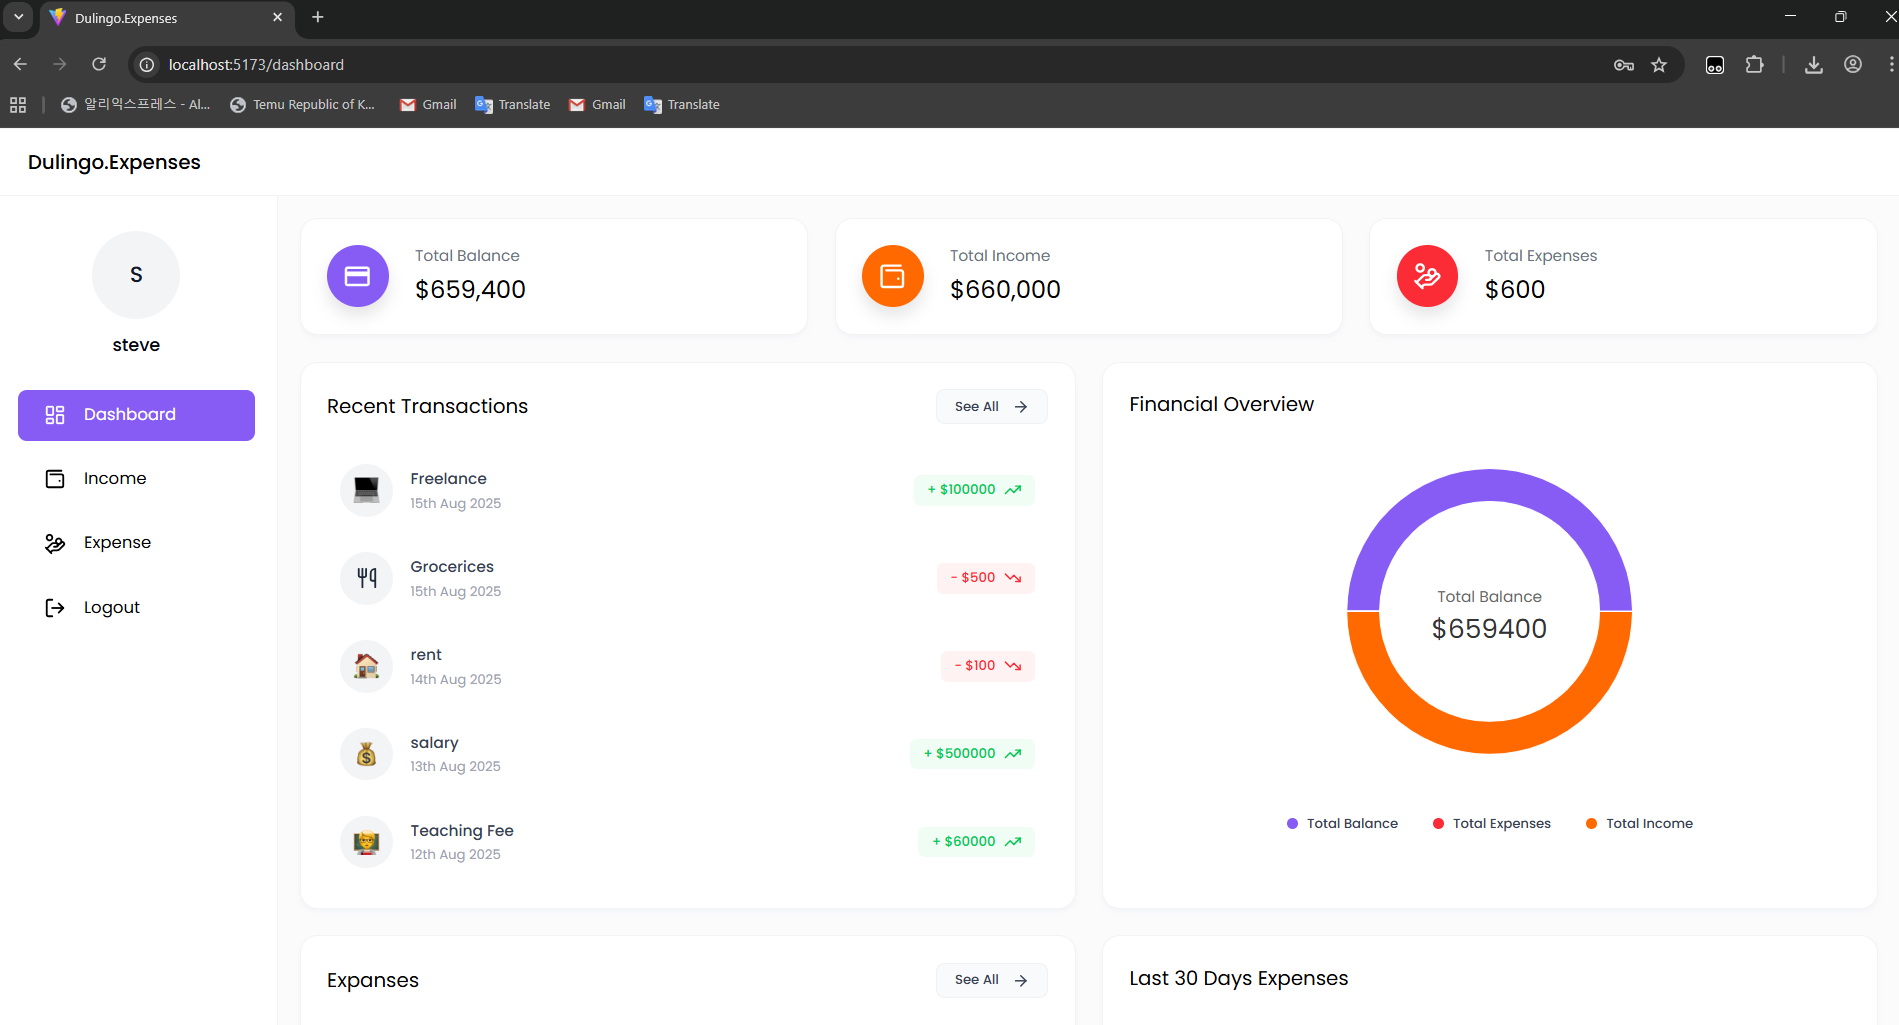 Dulingo.Expenses
localhost:5173/dashboard
알리익스프레스 - Al...
Temu Republic of K...
Gmail
Translate
Gmail
Translate
Dulingo.Expenses
S
steve
Dashboard
Income
Expense
Logout
Total Balance
$659,400
Total Income
$660,000
Total Expenses
$600
Recent Transactions
See All
Freelance
15th Aug 2025
+ $100000
Grocerices
15th Aug 2025
- $500
rent
14th Aug 2025
- $100
salary
13th Aug 2025
+ $500000
Teaching Fee
12th Aug 2025
+ $60000
Financial Overview
Total Balance
$659400
Total Balance
Total Expenses
Total Income
Expanses
See All
Last 30 Days Expenses